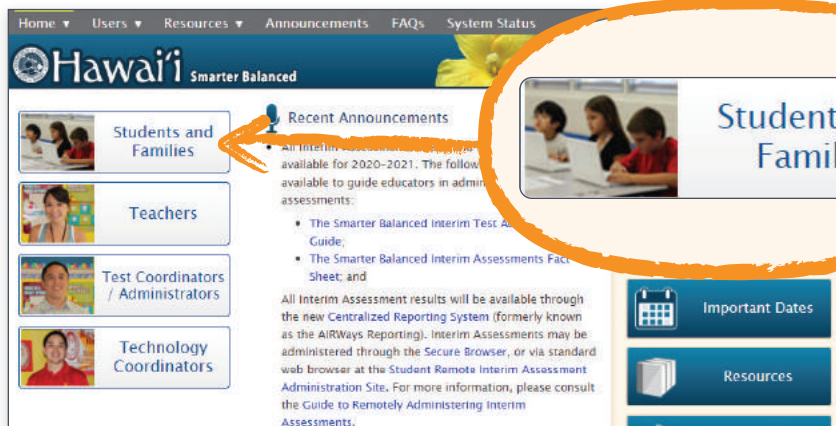 Home ▾ Users ▾ Resources ▾ Announcements FAQs System Status
Hawai'i Smarter Balanced
Students and
Families
Teachers
Test Coordinators
/ Administrators
Technology
Coordinators
Recent Announcements
All Interim
available for 2020-2021. The follow
available to guide educators in admin
assessments:
• The Smarter Balanced Interim Test
Guide;
• The Smarter Balanced Interim Assessments Fact
Sheet; and
All Interim Assessment results will be available through
the new Centralized Reporting System (formerly known
as the AIRWays Reporting). Interim Assessments may be
administered through the Secure Browser, or via standard
web browser at the Student Remote Interim Assessment
Administration Site. For more information, please consult
the Guide to Remotely Administering Interim
Assessments.
Student
Famil
Important Dates
Resources